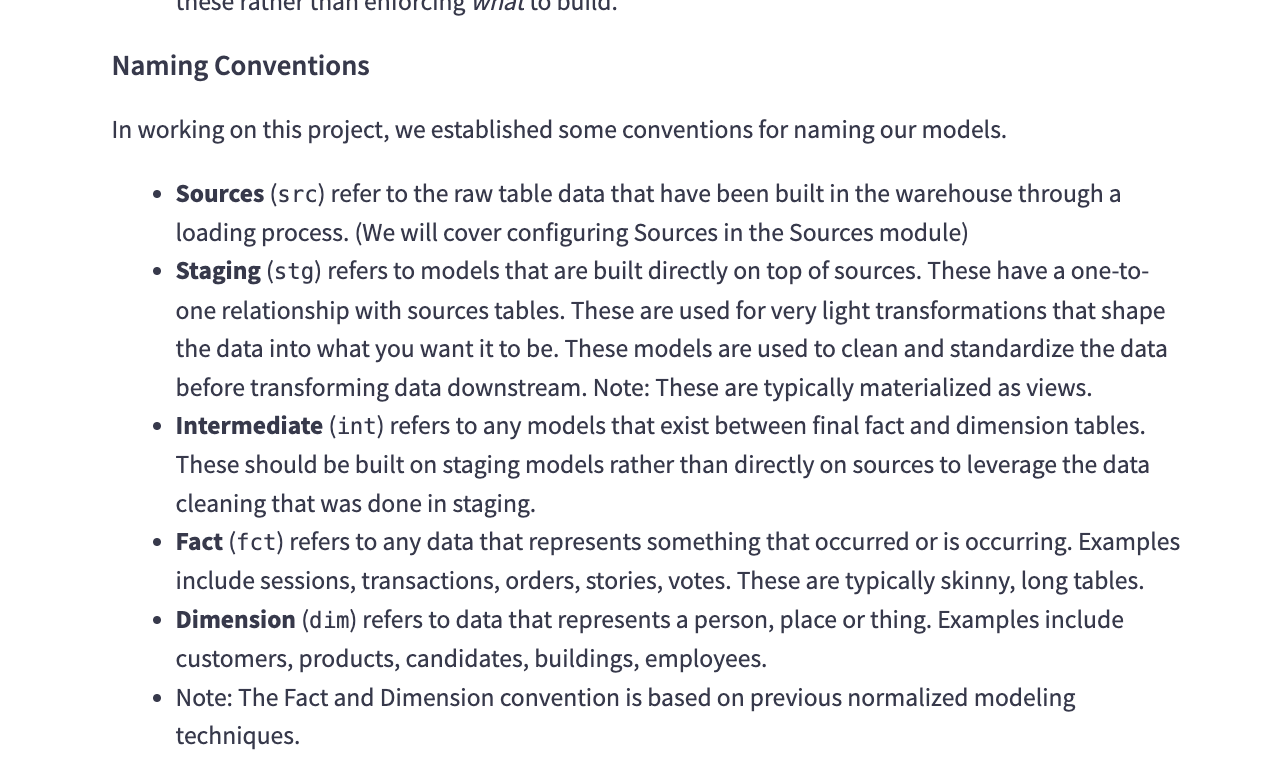 these rather than enforcing what to build.
Naming Conventions
In working on this project, we established some conventions for naming our models.
• Sources (src) refer to the raw table data that have been built in the warehouse through a
loading process. (We will cover configuring Sources in the Sources module)
• Staging (stg) refers to models that are built directly on top of sources. These have a one-to-
one relationship with sources tables. These are used for very light transformations that shape
the data into what you want it to be. These models are used to clean and standardize the data
before transforming data downstream. Note: These are typically materialized as views.
• Intermediate (int) refers to any models that exist between final fact and dimension tables.
These should be built on staging models rather than directly on sources to leverage the data
cleaning that was done in staging.
• Fact (fct) refers to any data that represents something that occurred or is occurring. Examples
include sessions, transactions, orders, stories, votes. These are typically skinny, long tables.
• Dimension (dim) refers to data that represents a person, place or thing. Examples include
customers, products, candidates, buildings, employees.
• Note: The Fact and Dimension convention is based on previous normalized modeling
techniques.